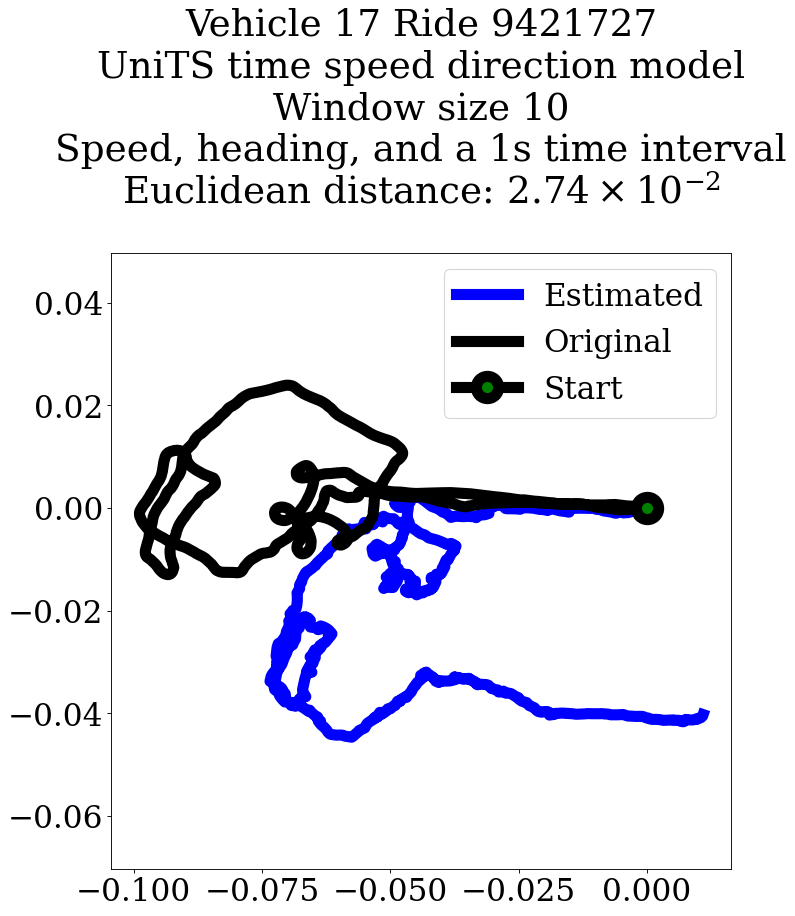 Vehicle 17 Ride 9421727
UniTS time speed direction model
Window size 10
Speed, heading, and a 1s time interval
Euclidean distance: 2.74 × 10⁻²
Estimated
Original
Start
0.04
0.02
0.00
−0.02
−0.04
−0.06
−0.100 −0.075 −0.050 −0.025 0.000